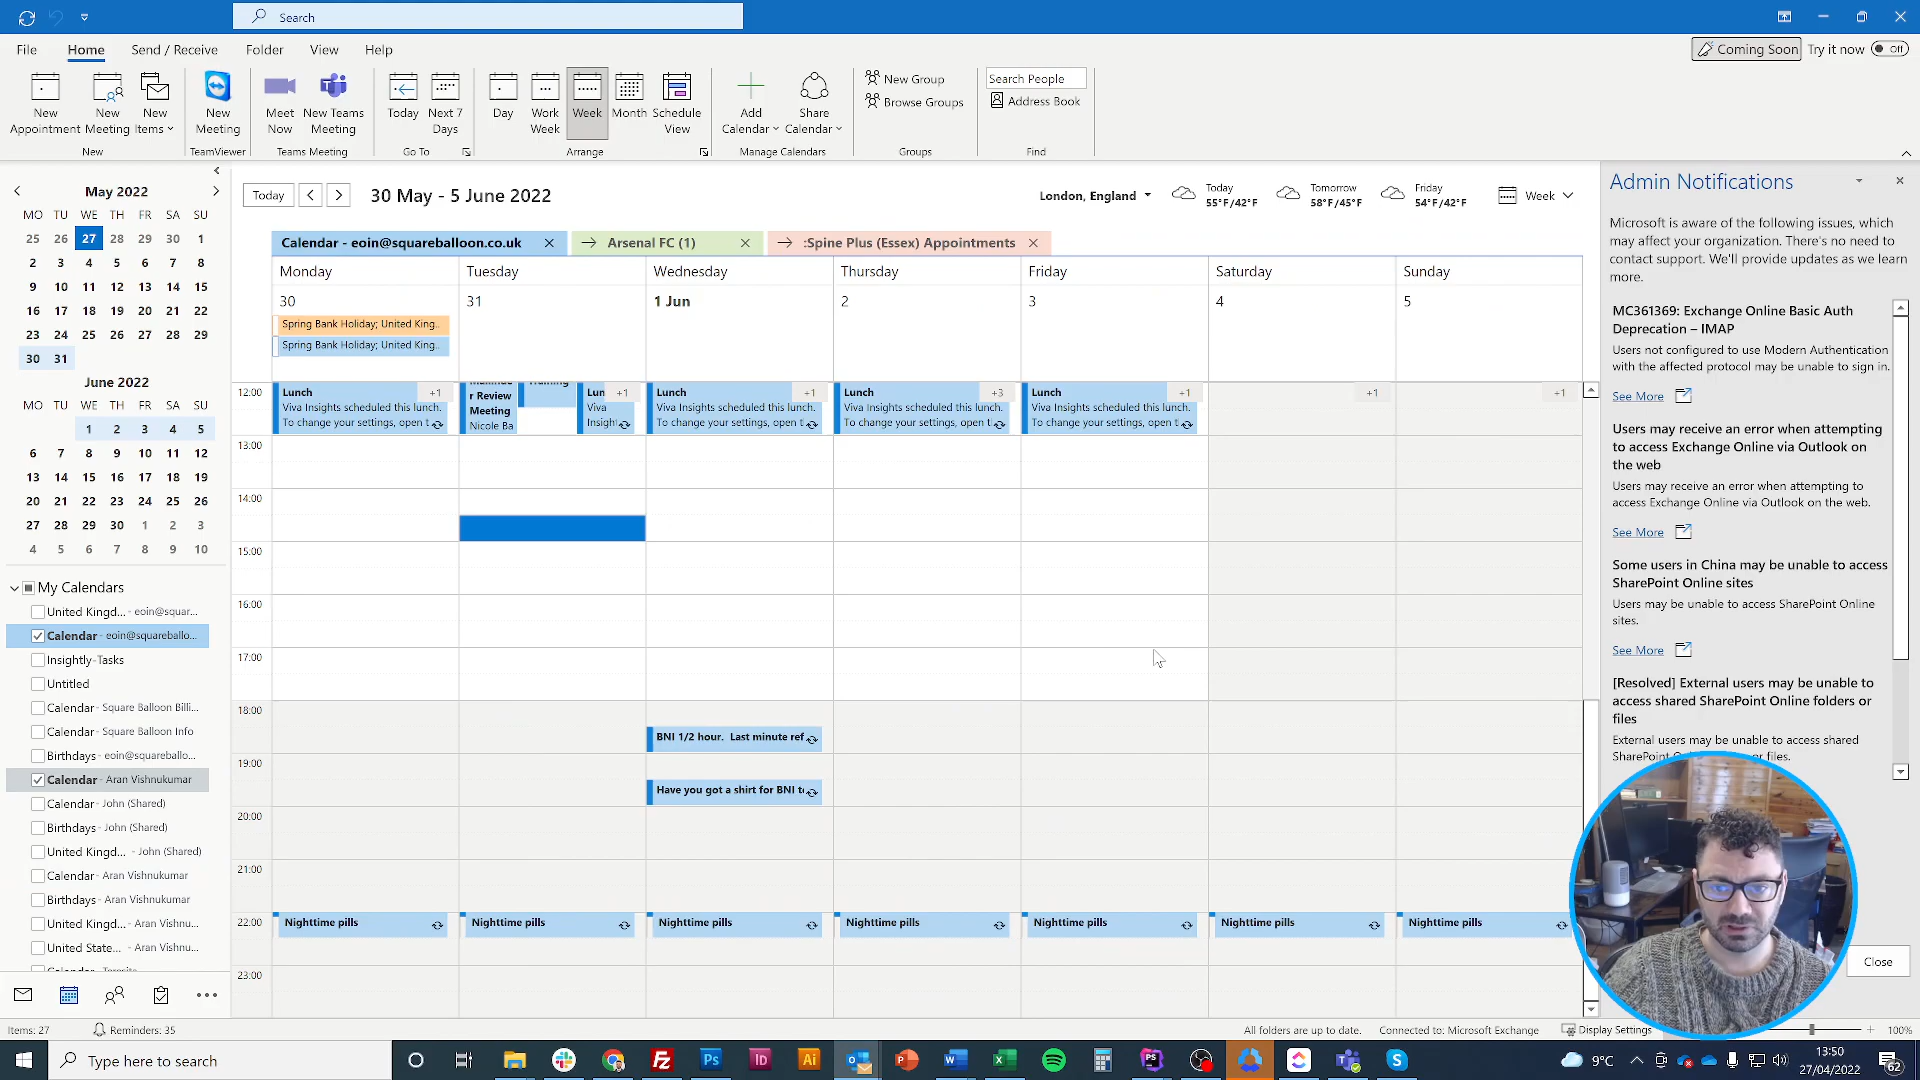 Search
File Home Send / Receive Folder View Help
Coming Soon Try it now Off
New Appointment
New Meeting
New Items
New
New Meeting
TeamViewer
Meet Now
New Teams Meeting
Teams Meeting
Today
Next 7 Days
Go To
Day
Work Week
Week
Month
Schedule View
Arrange
Add Calendar
Share Calendar
Manage Calendars
New Group
Browse Groups
Groups
Search People
Address Book
Find
May 2022
MO TU WE TH FR SA SU
25 26 27 28 29 30 1
2 3 4 5 6 7 8
9 10 11 12 13 14 15
16 17 18 19 20 21 22
23 24 25 26 27 28 29
30 31
June 2022
MO TU WE TH FR SA SU
1 2 3 4 5
6 7 8 9 10 11 12
13 14 15 16 17 18 19
20 21 22 23 24 25 26
27 28 29 30 1 2 3
4 5 6 7 8 9 10
My Calendars
United Kingd... - eoin@squar...
Calendar - eoin@squareballo...
Insightly-Tasks
Untitled
Calendar - Square Balloon Billi...
Calendar - Square Balloon Info
Birthdays - eoin@squareballo...
Calendar - Aran Vishnukumar
Calendar - John (Shared)
Birthdays - John (Shared)
United Kingd... - John (Shared)
Calendar - Aran Vishnukumar
Birthdays - Aran Vishnukumar
United Kingd... - Aran Vishnu...
United State... - Aran Vishnu...
Today
30 May - 5 June 2022
London, England
Today
55°F/42°F
Tomorrow
58°F/45°F
Friday
54°F/42°F
Week
Calendar - eoin@squareballoon.co.uk
Arsenal FC (1)
:Spine Plus (Essex) Appointments
Monday Tuesday Wednesday Thursday Friday Saturday Sunday
30 31 1 Jun 2 3 4 5
Spring Bank Holiday; United King...
Spring Bank Holiday; United King...
12:00
Lunch +1
Viva Insights scheduled this lunch.
To change your settings, open t
r Review
Meeting
Nicole Ba
Training
Lun +1
Viva
Insigh
Lunch +1
Viva Insights scheduled this lunch.
To change your settings, open t
Lunch +3
Viva Insights scheduled this lunch.
To change your settings, open t
Lunch +1
Viva Insights scheduled this lunch.
To change your settings, open t
+1
+1
13:00
14:00
15:00
16:00
17:00
18:00
BNI 1/2 hour. Last minute ref
19:00
Have you got a shirt for BNI t
20:00
21:00
22:00
Nighttime pills
Nighttime pills
Nighttime pills
Nighttime pills
Nighttime pills
Nighttime pills
Nighttime pills
23:00
Admin Notifications
Microsoft is aware of the following issues, which
may affect your organization. There's no need to
contact support. We'll provide updates as we learn
more.
MC361369: Exchange Online Basic Auth
Deprecation – IMAP
Users not configured to use Modern Authentication
with the affected protocol may be unable to sign in.
See More
Users may receive an error when attempting
to access Exchange Online via Outlook on
the web
Users may receive an error when attempting to
access Exchange Online via Outlook on the web.
See More
Some users in China may be unable to access
SharePoint Online sites
Users may be unable to access SharePoint Online
sites.
See More
[Resolved] External users may be unable to
access shared SharePoint Online folders or
files
External users may be unable to access shared
SharePoint Online or files.
Close
Items: 27 Reminders: 35
All folders are up to date. Connected to: Microsoft Exchange Display Settings 100%
Type here to search
9°C
13:50
27/04/2022
62